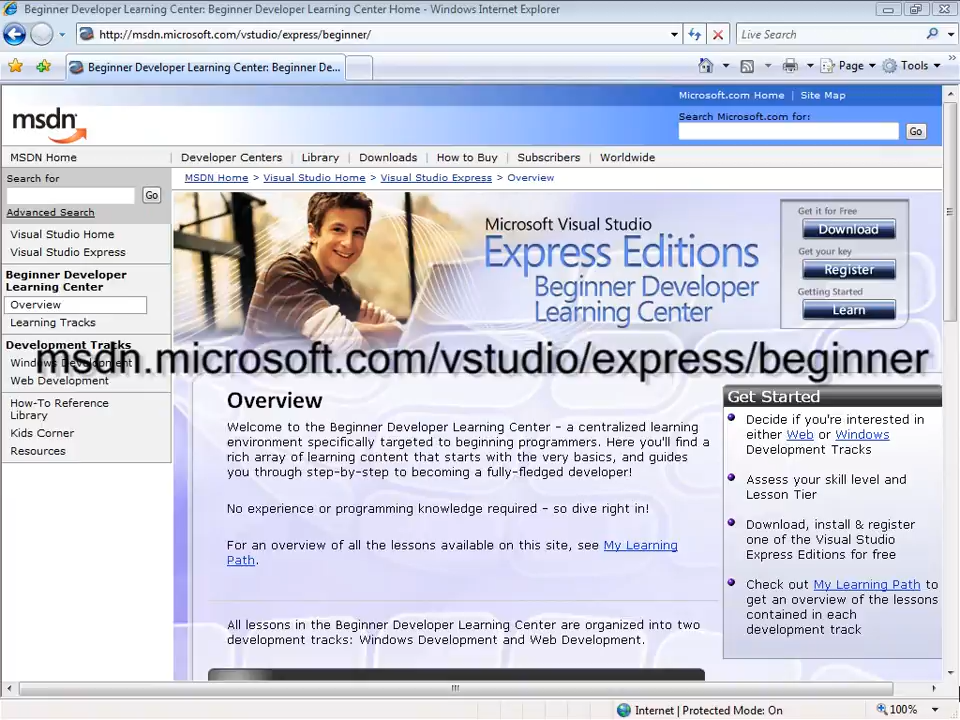 Beginner Developer Learning Center: Beginner Developer Learning Center Home - Windows Internet Explorer
http://msdn.microsoft.com/vstudio/express/beginner/
Live Search
Beginner Developer Learning Center: Beginner De...
Page
Tools
Microsoft.com Home | Site Map
msdn
Search Microsoft.com for:
Go
MSDN Home | Developer Centers | Library | Downloads | How to Buy | Subscribers | Worldwide
Search for
Go
Advanced Search
Visual Studio Home
Visual Studio Express
Beginner Developer
Learning Center
Overview
Learning Tracks
Development Tracks
Windows Development
Web Development
How-To Reference
Library
Kids Corner
Resources
MSDN Home > Visual Studio Home > Visual Studio Express > Overview
Microsoft Visual Studio
Express Editions
Beginner Developer
Learning Center
Get it for Free
Download
Get your key
Register
Getting Started
Learn
msdn.microsoft.com/vstudio/express/beginner
Overview
Welcome to the Beginner Developer Learning Center – a centralized learning
environment specifically targeted to beginning programmers. Here you'll find a
rich array of learning content that starts with the very basics, and guides
you through step-by-step to becoming a fully-fledged developer!
No experience or programming knowledge required – so dive right in!
For an overview of all the lessons available on this site, see My Learning
Path.
All lessons in the Beginner Developer Learning Center are organized into two
development tracks: Windows Development and Web Development.
Get Started
Decide if you're interested in
either Web or Windows
Development Tracks
Assess your skill level and
Lesson Tier
Download, install & register
one of the Visual Studio
Express Editions for free
Check out My Learning Path to
get an overview of the lessons
contained in each
development track
Internet | Protected Mode: On
100%